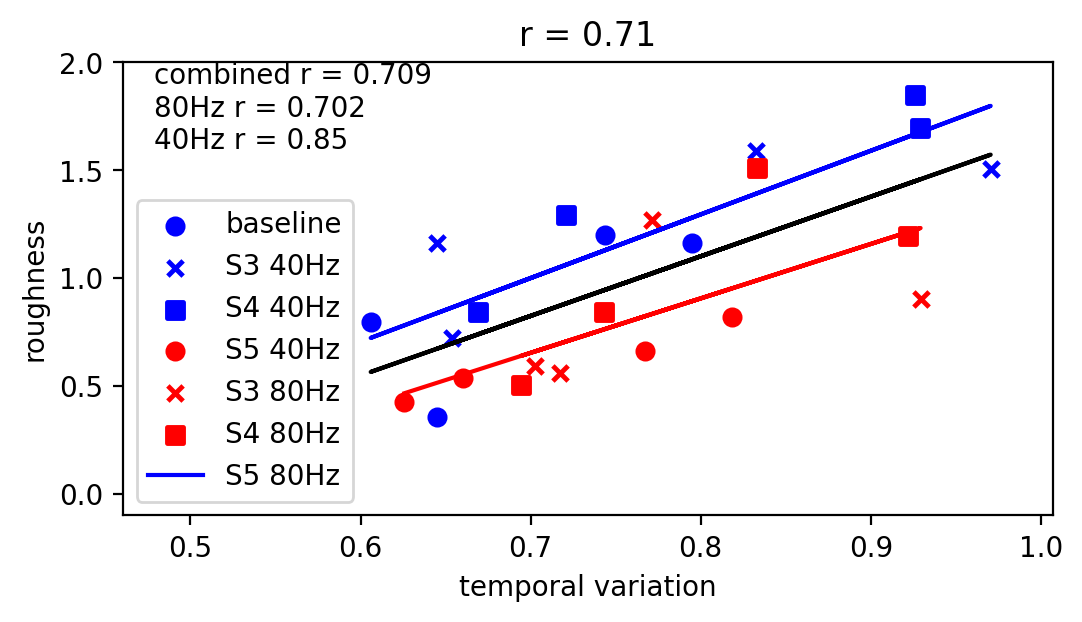 r = 0.71
combined r = 0.709
80Hz r = 0.702
40Hz r = 0.85
baseline
S3 40Hz
S4 40Hz
S5 40Hz
S3 80Hz
S4 80Hz
S5 80Hz
roughness
2.0
1.5
1.0
0.5
0.0
0.5 0.6 0.7 0.8 0.9 1.0
temporal variation